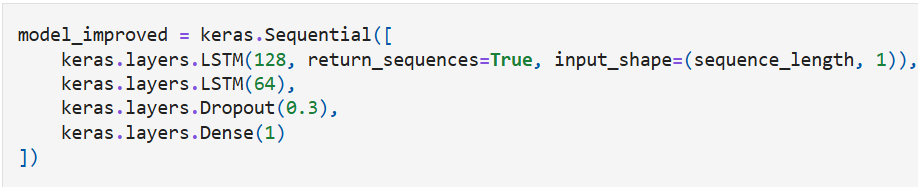 model_improved = keras.Sequential([
    keras.layers.LSTM(128, return_sequences=True, input_shape=(sequence_length, 1)),
    keras.layers.LSTM(64),
    keras.layers.Dropout(0.3),
    keras.layers.Dense(1)
])